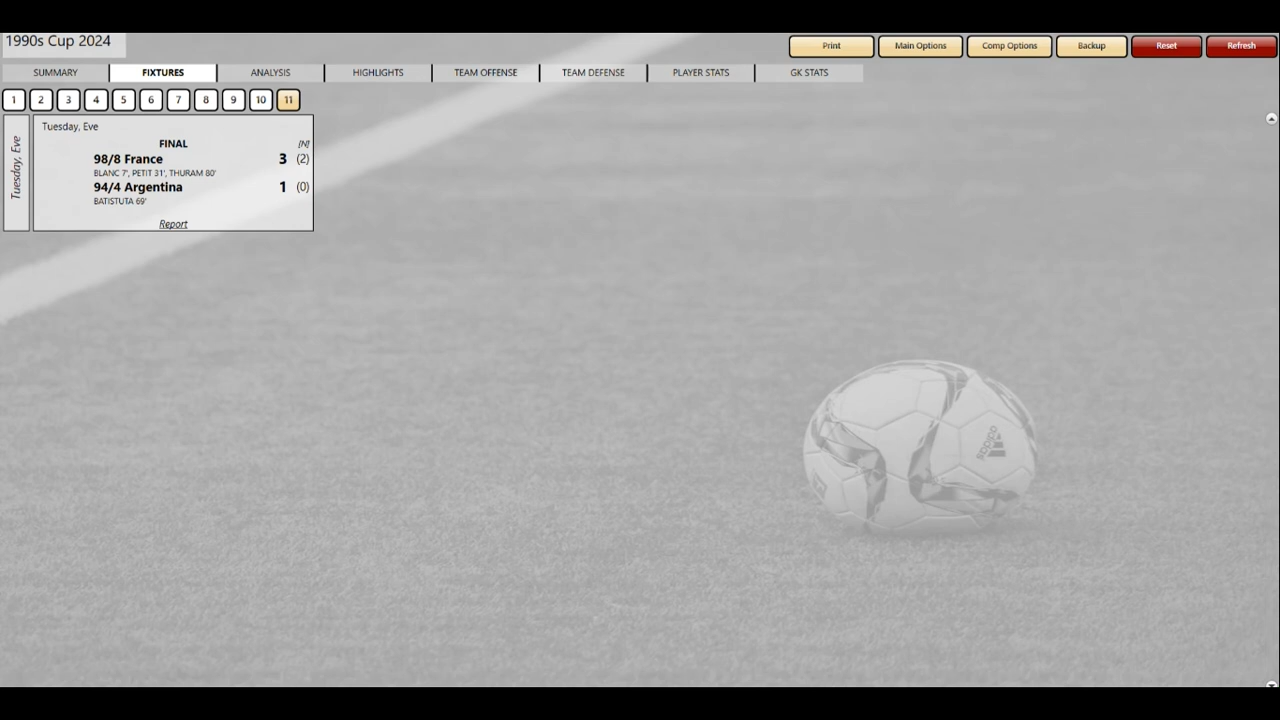 1990s Cup 2024
Print Main Options Comp Options Backup Reset Refresh
SUMMARY FIXTURES ANALYSIS HIGHLIGHTS TEAM OFFENSE TEAM DEFENSE PLAYER STATS GK STATS
1 2 3 4 5 6 7 8 9 10 11
Tuesday, Eve
Tuesday, Eve
FINAL [N]
98/8 France 3 (2)
BLANC 7', PETIT 31', THURAM 80'
94/4 Argentina 1 (0)
BATISTUTA 69'
Report
adidas